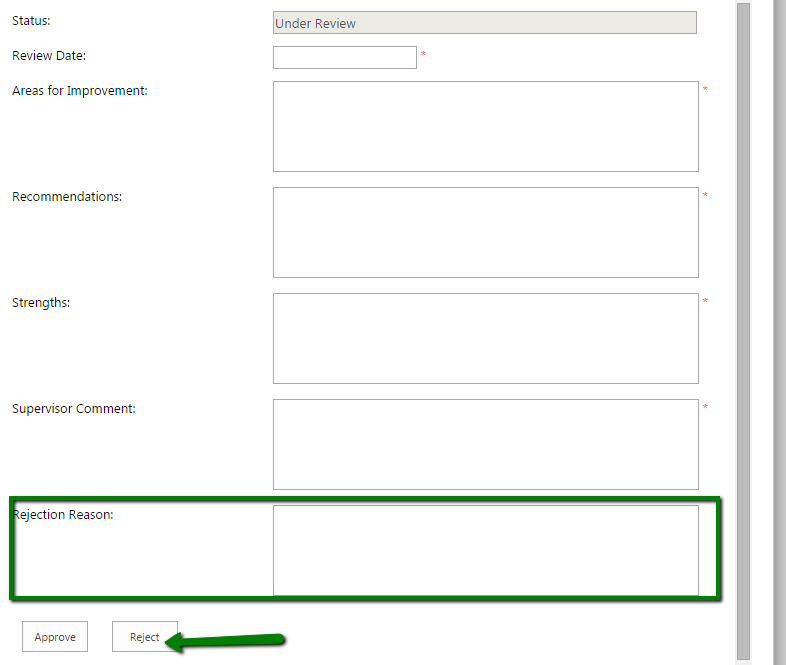 Status:
Under Review
Review Date:
*
Areas for Improvement:
*
Recommendations:
*
Strengths:
*
Supervisor Comment:
*
Rejection Reason:
Approve
Reject